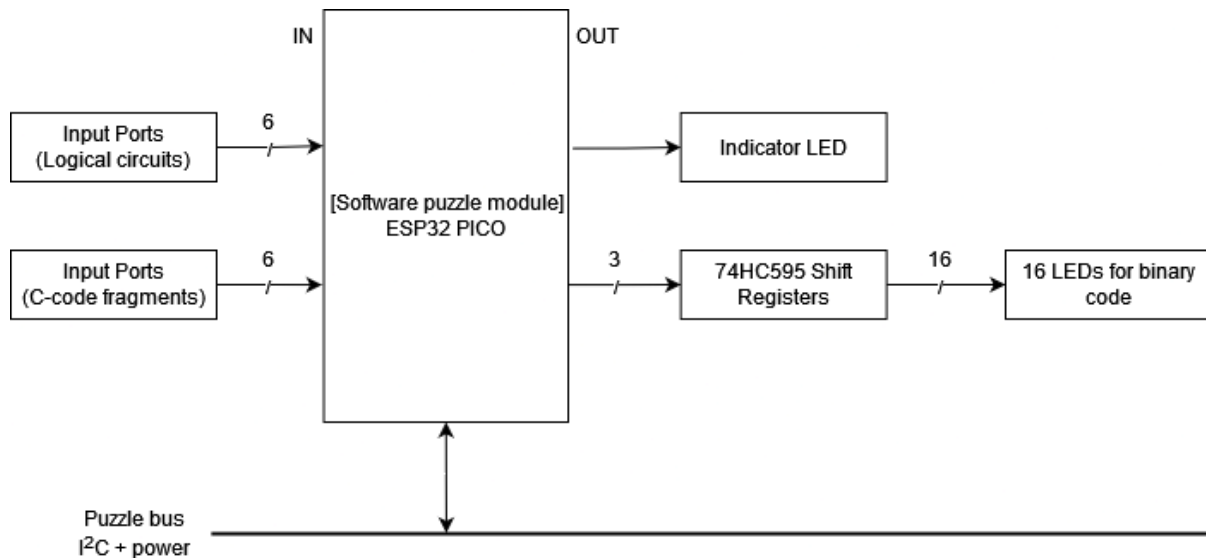 IN
OUT
6
Input Ports
(Logical circuits)
Indicator LED
[Software puzzle module]
ESP32 PICO
6
Input Ports
(C-code fragments)
3
74HC595 Shift
Registers
16
16 LEDs for binary
code
Puzzle bus
I²C + power